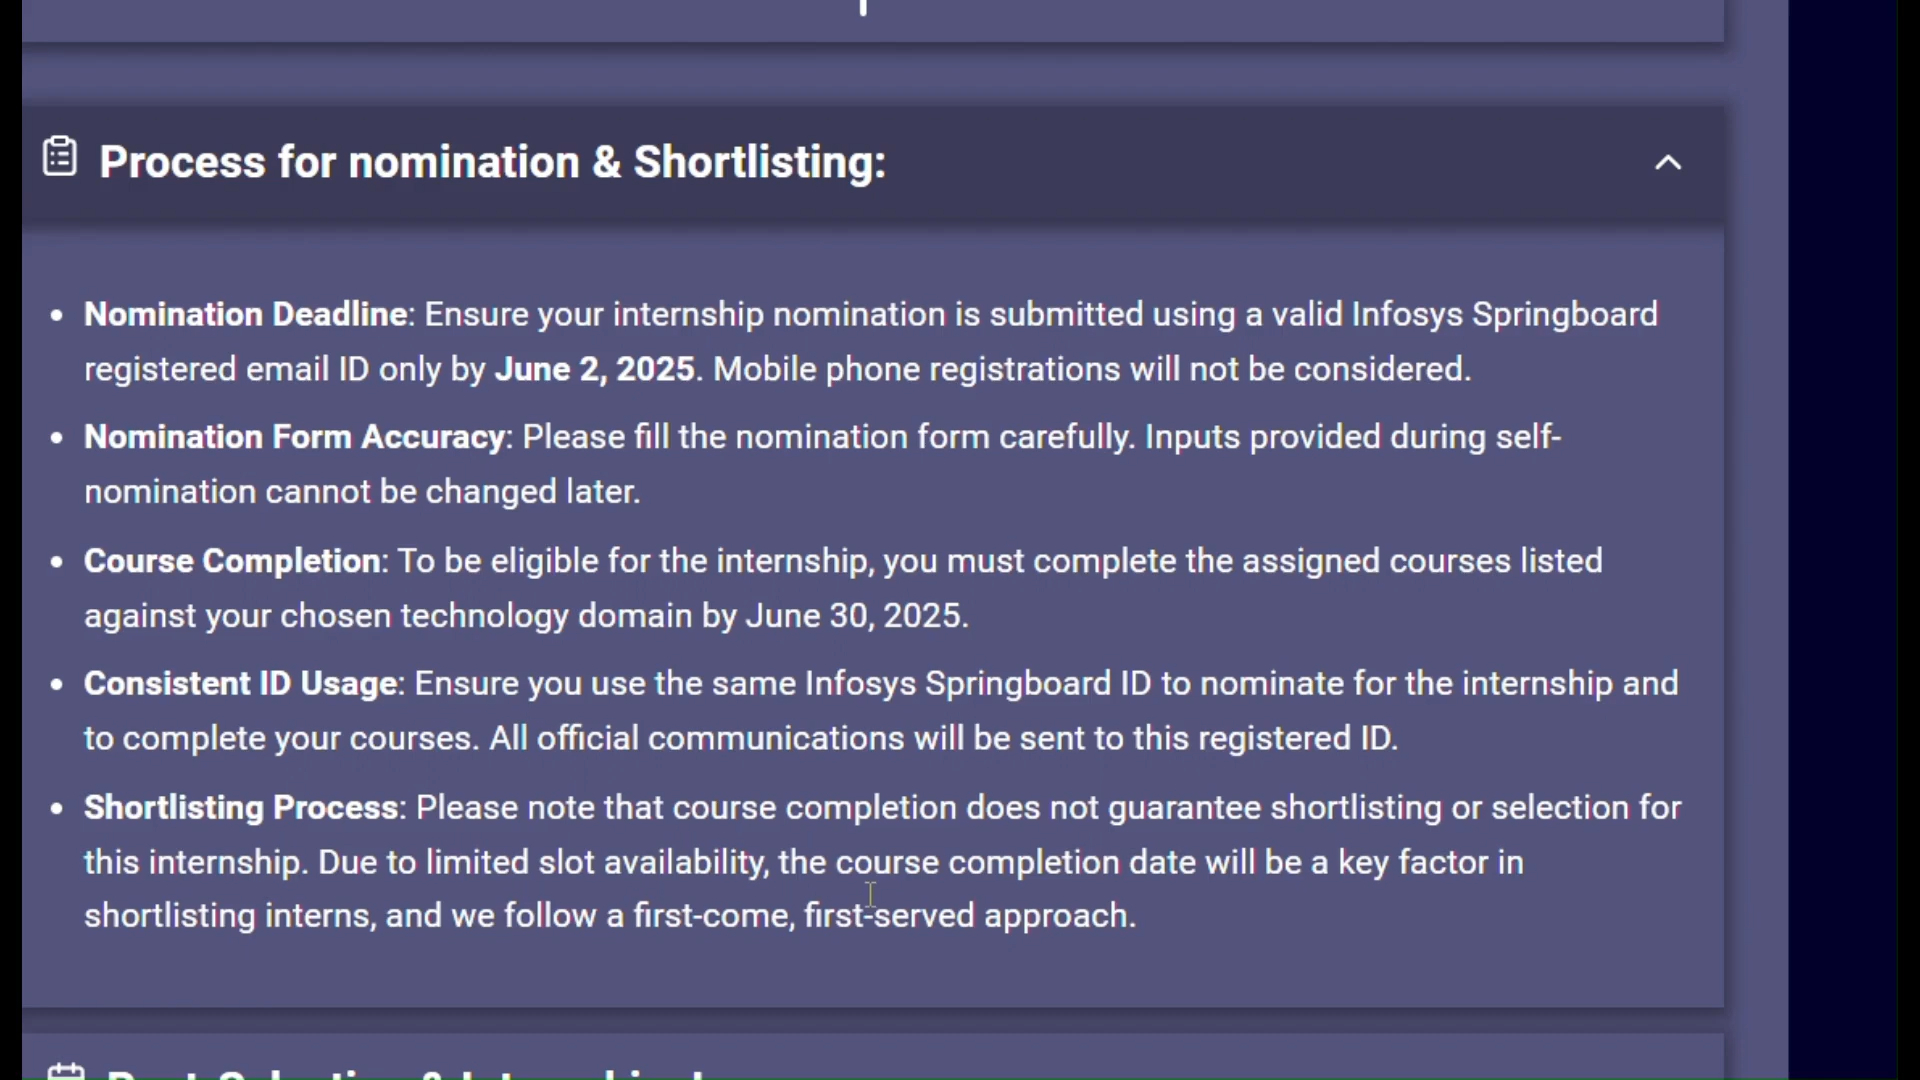 Process for nomination & Shortlisting:
• Nomination Deadline: Ensure your internship nomination is submitted using a valid Infosys Springboard
registered email ID only by June 2, 2025. Mobile phone registrations will not be considered.
• Nomination Form Accuracy: Please fill the nomination form carefully. Inputs provided during self-
nomination cannot be changed later.
• Course Completion: To be eligible for the internship, you must complete the assigned courses listed
against your chosen technology domain by June 30, 2025.
• Consistent ID Usage: Ensure you use the same Infosys Springboard ID to nominate for the internship and
to complete your courses. All official communications will be sent to this registered ID.
• Shortlisting Process: Please note that course completion does not guarantee shortlisting or selection for
this internship. Due to limited slot availability, the course completion date will be a key factor in
shortlisting interns, and we follow a first-come, first-served approach.